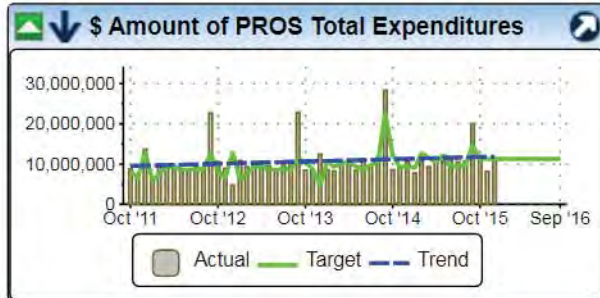 $ Amount of PROS Total Expenditures
30,000,000
20,000,000
10,000,000
0
Oct '11 Oct '12 Oct '13 Oct '14 Oct '15 Sep '16
Actual Target Trend